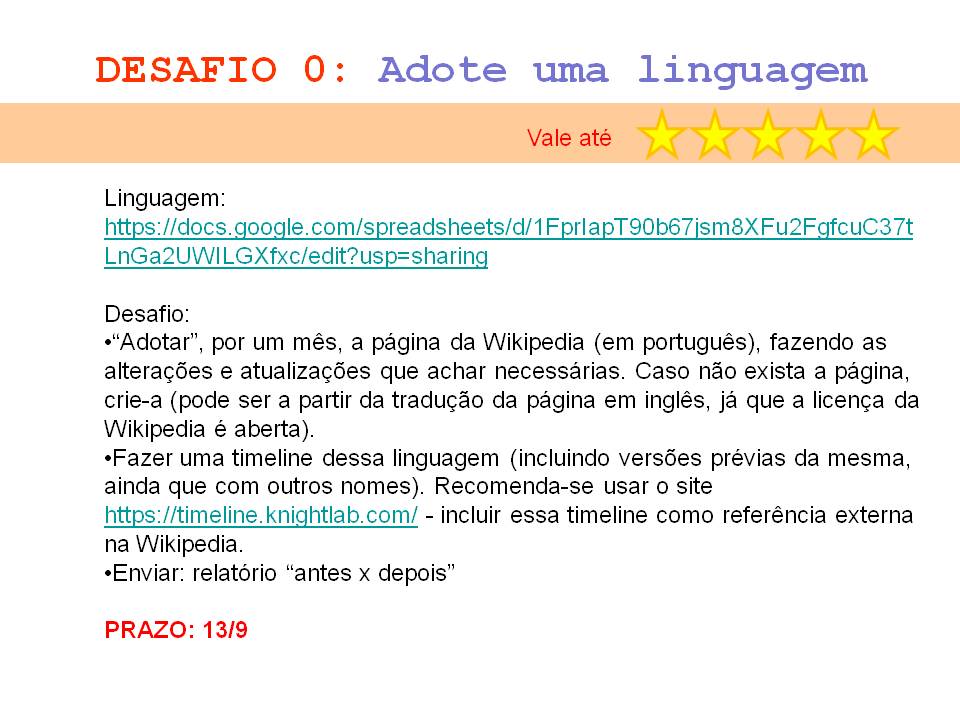 DESAFIO 0: Adote uma linguagem
Vale até
Linguagem:
https://docs.google.com/spreadsheets/d/1FprIapT90b67jsm8XFu2FgfcuC37t
LnGa2UWILGXfxc/edit?usp=sharing
Desafio:
•“Adotar”, por um mês, a página da Wikipedia (em português), fazendo as
alterações e atualizações que achar necessárias. Caso não exista a página,
crie-a (pode ser a partir da tradução da página em inglês, já que a licença da
Wikipedia é aberta).
•Fazer uma timeline dessa linguagem (incluindo versões prévias da mesma,
ainda que com outros nomes). Recomenda-se usar o site
https://timeline.knightlab.com/ - incluir essa timeline como referência externa
na Wikipedia.
•Enviar: relatório “antes x depois”
PRAZO: 13/9